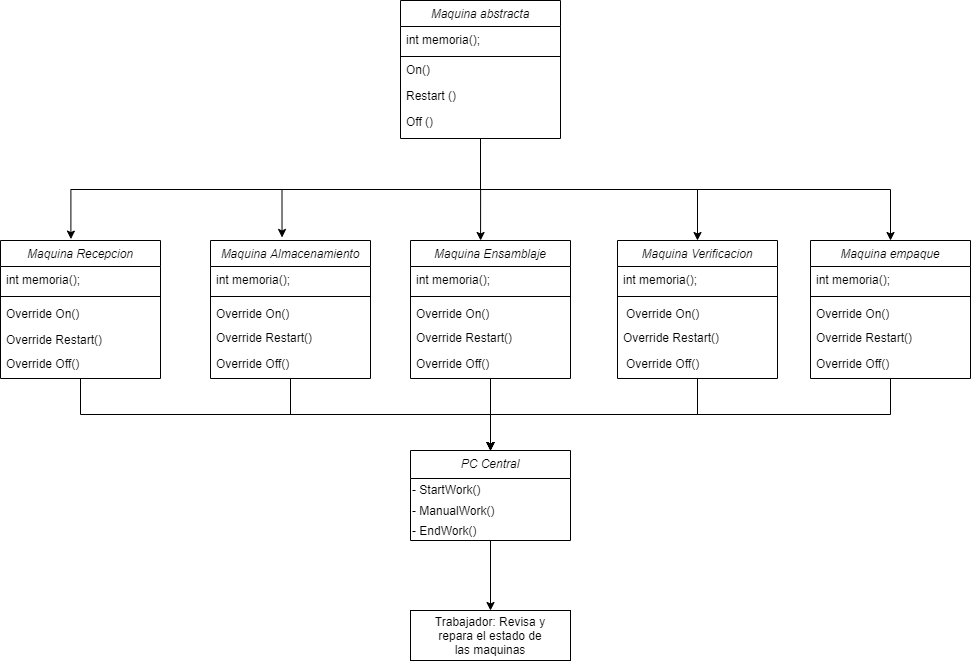 Maquina abstracta
int memoria();
On()
Restart ()
Off ()
Maquina Recepcion
int memoria();
Override On()
Override Restart()
Override Off()
Maquina Almacenamiento
int memoria();
Override On()
Override Restart()
Override Off()
Maquina Ensamblaje
int memoria();
Override On()
Override Restart()
Override Off()
Maquina Verificacion
int memoria();
Override On()
Override Restart()
Override Off()
Maquina empaque
int memoria();
Override On()
Override Restart()
Override Off()
PC Central
- StartWork()
- ManualWork()
- EndWork()
Trabajador: Revisa y
repara el estado de
las maquinas